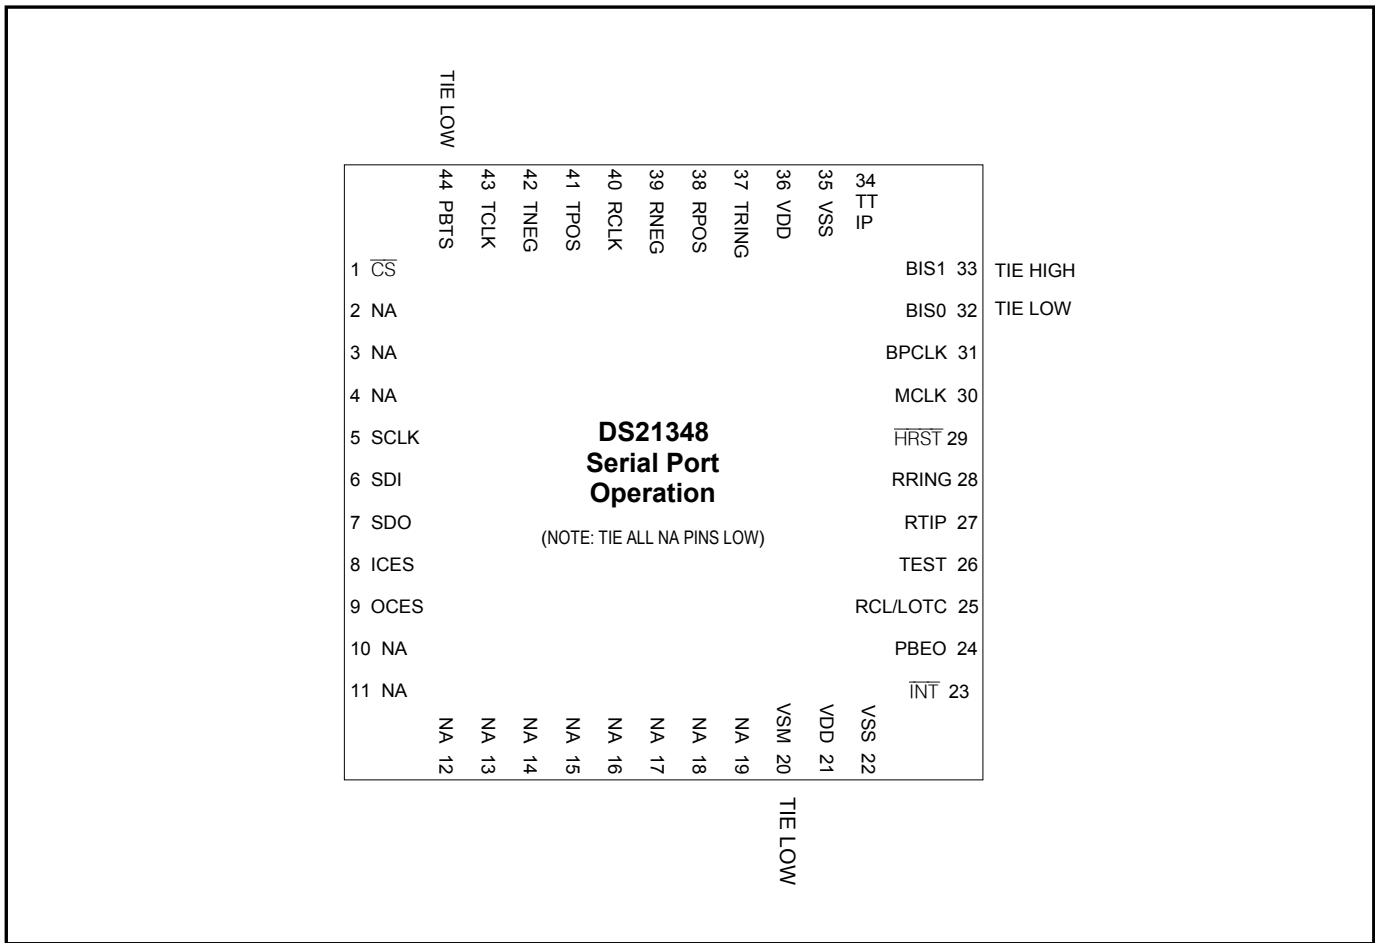 TIE LOW
44 PBTS
43 TCLK
42 TNEG
41 TPOS
40 RCLK
39 RNEG
38 RPOS
37 TRING
36 VDD
35 VSS
34
TT
IP
1 CS
2 NA
3 NA
4 NA
5 SCLK
6 SDI
7 SDO
8 ICES
9 OCES
10 NA
11 NA
BIS1 33 TIE HIGH
BIS0 32 TIE LOW
BPCLK 31
MCLK 30
HRST 29
RRING 28
RTIP 27
TEST 26
RCL/LOTC 25
PBEO 24
INT 23
DS21348
Serial Port
Operation
(NOTE: TIE ALL NA PINS LOW)
NA 12
NA 13
NA 14
NA 15
NA 16
NA 17
NA 18
NA 19
VSM 20
VDD 21
VSS 22
TIE LOW